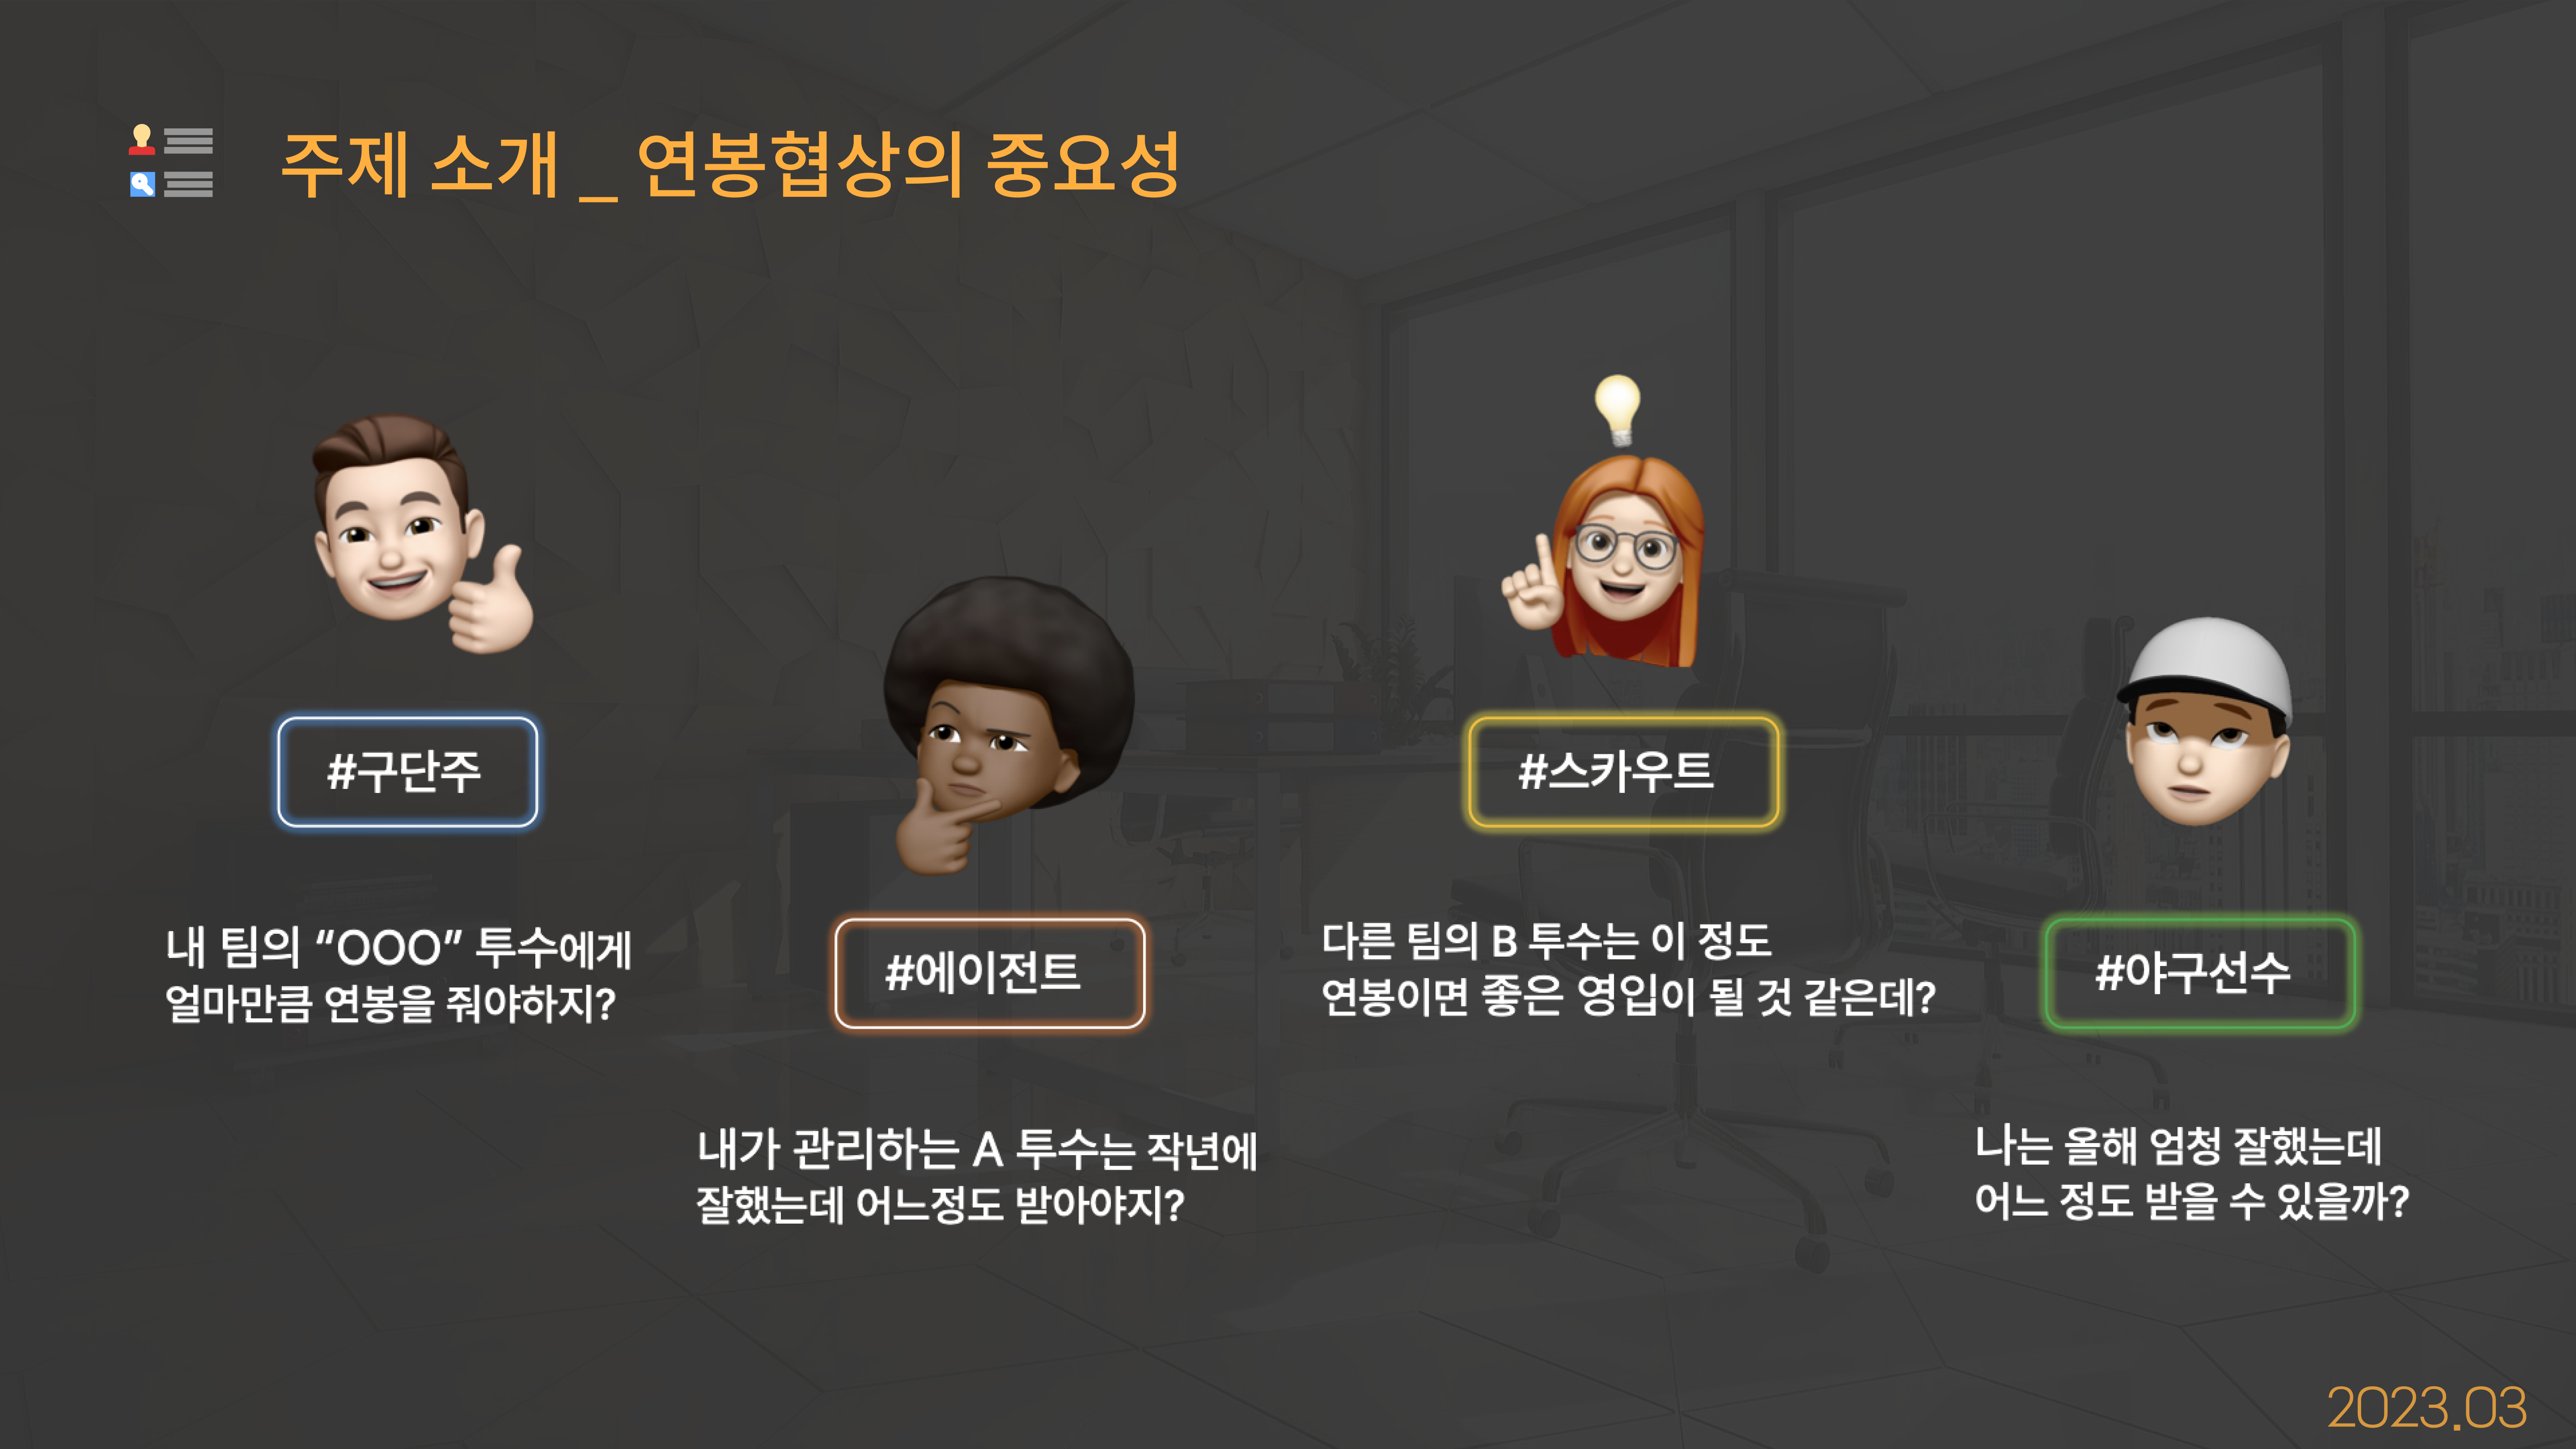 주제 소개 _ 연봉협상의 중요성
#구단주
내 팀의 “OOO” 투수에게
얼마만큼 연봉을 줘야하지?
#에이전트
내가 관리하는 A 투수는 작년에
잘했는데 어느정도 받아야지?
#스카우트
다른 팀의 B 투수는 이 정도
연봉이면 좋은 영입이 될 것 같은데?
#야구선수
나는 올해 엄청 잘했는데
어느 정도 받을 수 있을까?
2023.03